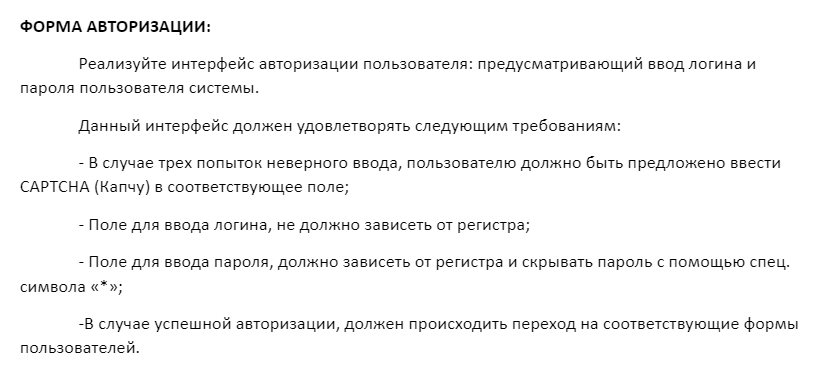 ФОРМА АВТОРИЗАЦИИ:
Реализуйте интерфейс авторизации пользователя: предусматривающий ввод логина и
пароля пользователя системы.
Данный интерфейс должен удовлетворять следующим требованиям:
- В случае трех попыток неверного ввода, пользователю должно быть предложено ввести
CAPTCHA (Капчу) в соответствующее поле;
- Поле для ввода логина, не должно зависеть от регистра;
- Поле для ввода пароля, должно зависеть от регистра и скрывать пароль с помощью спец.
символа «*»;
-В случае успешной авторизации, должен происходить переход на соответствующие формы
пользователей.